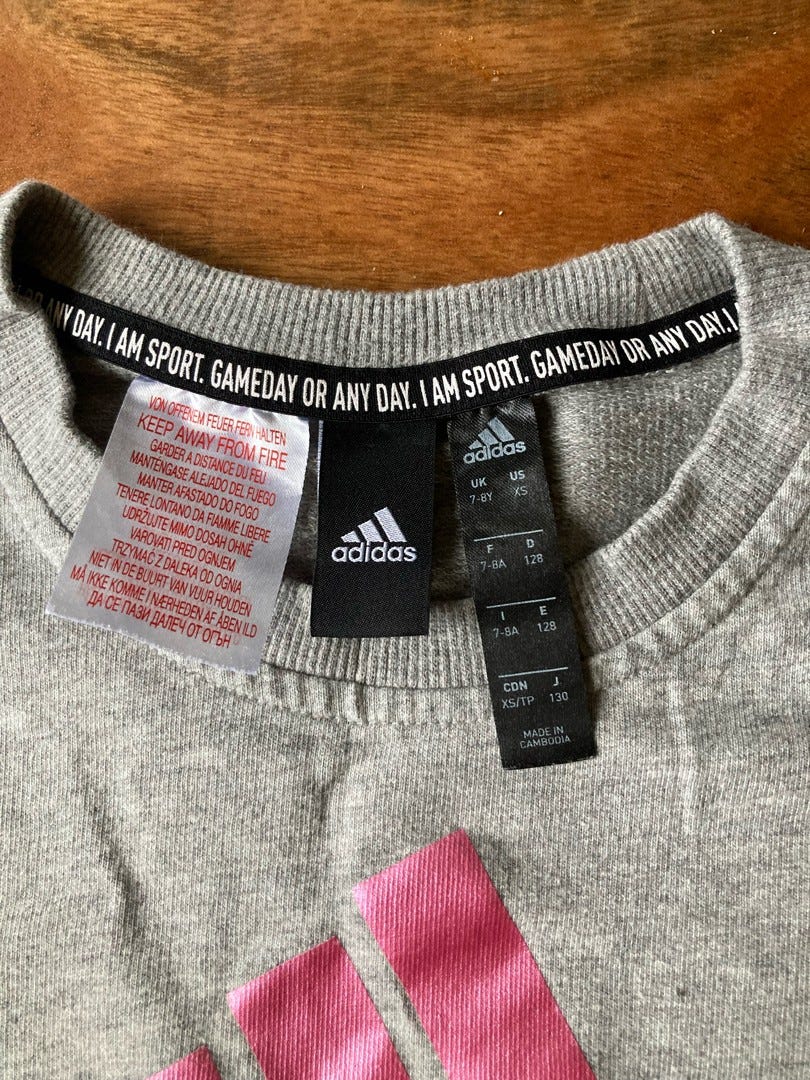 ANY DAY. I AM SPORT. GAMEDAY OR ANY DAY. I AM SPORT. GAMEDAY OR ANY DAY. I
VON OFFENEM FEUER FERN HALTEN
KEEP AWAY FROM FIRE
GARDER A DISTANCE DU FEU
MANTENGASE ALEJADO DEL FUEGO
MANTER AFASTADO DO FOGO
TENERE LONTANO DA FIAMME LIBERE
UDRŽUJTE MIMO DOSAH OHNĚ
VAROVATI PRED OGNJEM
TRZYMAĆ Z DALEKA OD OGNIA
NIET IN DE BUURT VAN VUUR HOUDEN
MÅ IKKE KOMME I NÆRHEDEN AF ÅBEN ILD
ДА СЕ ПАЗИ ДАЛЕЧ ОТ ОГЪН
adidas
adidas
UK US
7-8Y XS
F D
7-8A 128
I E
7-8A 128
CDN J
XS/TP 130
MADE IN
CAMBODIA